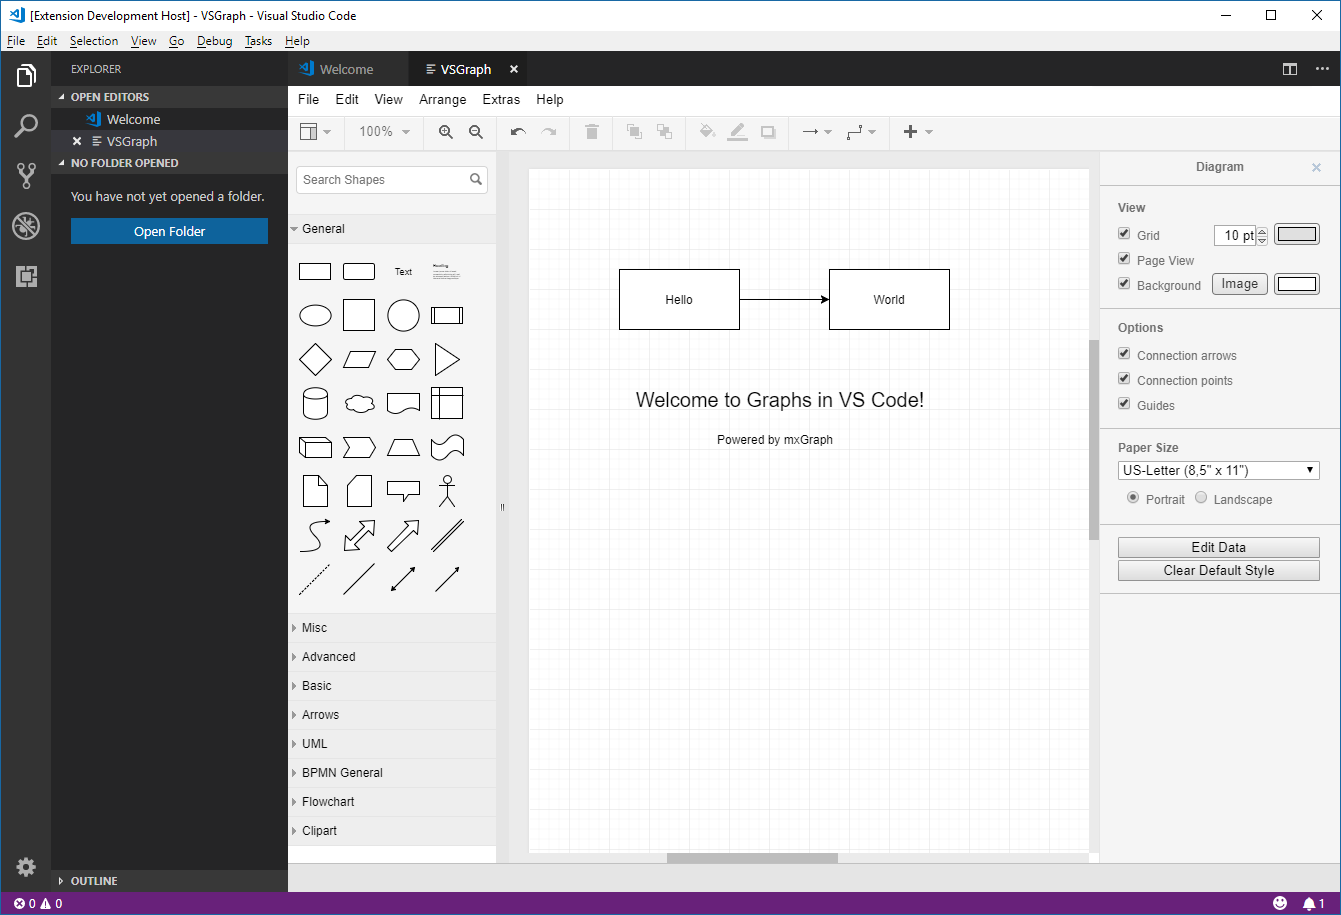 [Extension Development Host] - VSGraph - Visual Studio Code
File Edit Selection View Go Debug Tasks Help
EXPLORER
OPEN EDITORS
Welcome
VSGraph
NO FOLDER OPENED
You have not yet opened a folder.
Open Folder
OUTLINE
Welcome VSGraph
File Edit View Arrange Extras Help
100%
Search Shapes
General
Text
Heading
Misc
Advanced
Basic
Arrows
UML
BPMN General
Flowchart
Clipart
Hello World
Welcome to Graphs in VS Code!
Powered by mxGraph
Diagram
View
Grid 10 pt
Page View
Background Image
Options
Connection arrows
Connection points
Guides
Paper Size
US-Letter (8,5" x 11")
Portrait Landscape
Edit Data
Clear Default Style
0 0 1